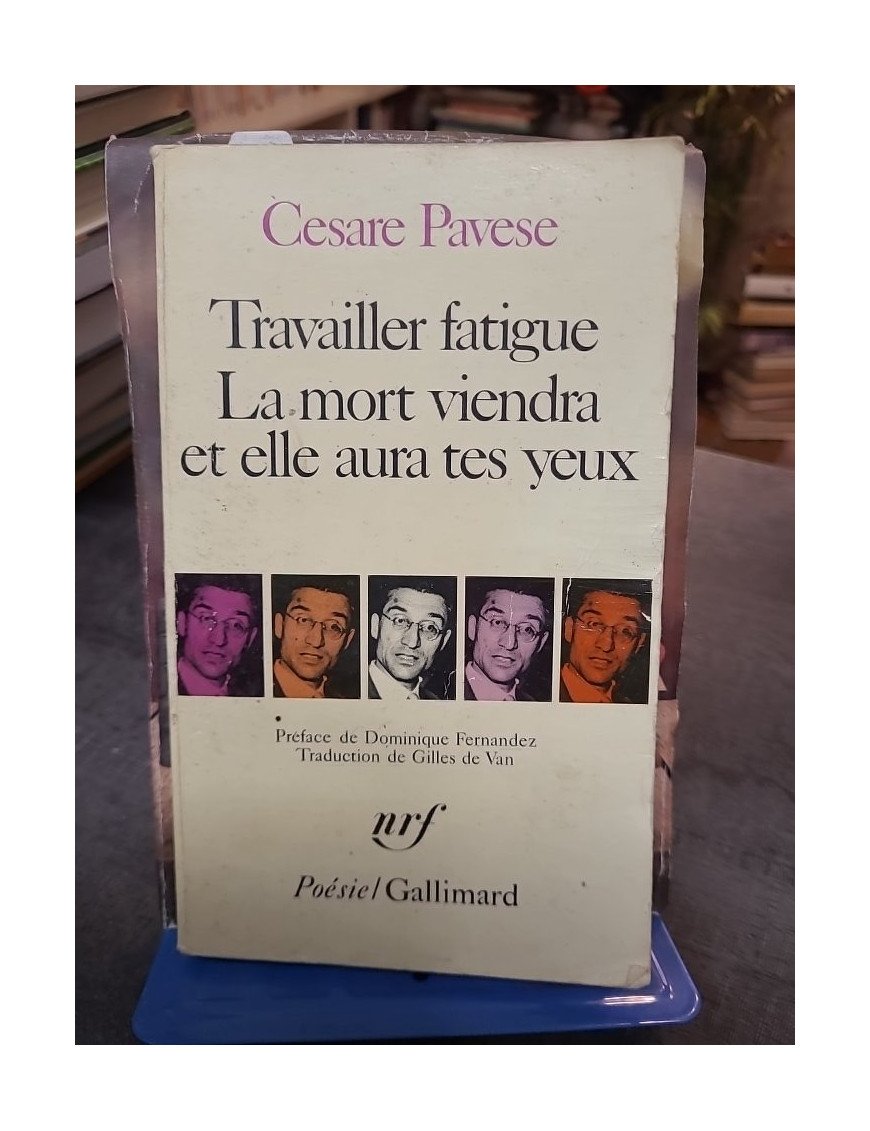 Cesare Pavese
Travailler fatigue
La mort viendra
et elle aura tes yeux
Préface de Dominique Fernandez
Traduction de Gilles de Van
nrf
Poésie/Gallimard